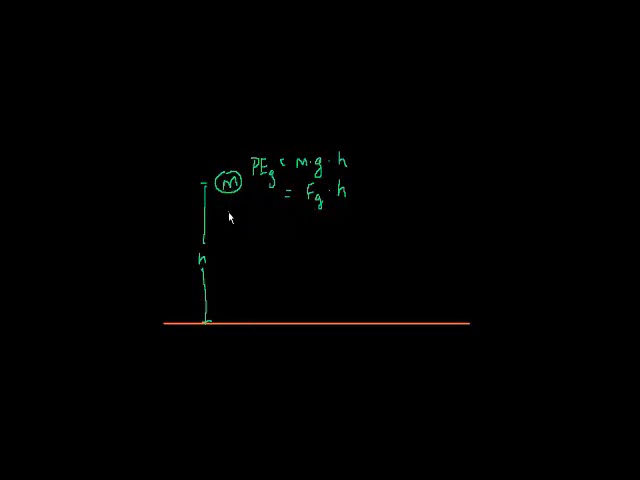 PEg = m·g·h
m
= Fg·h
h